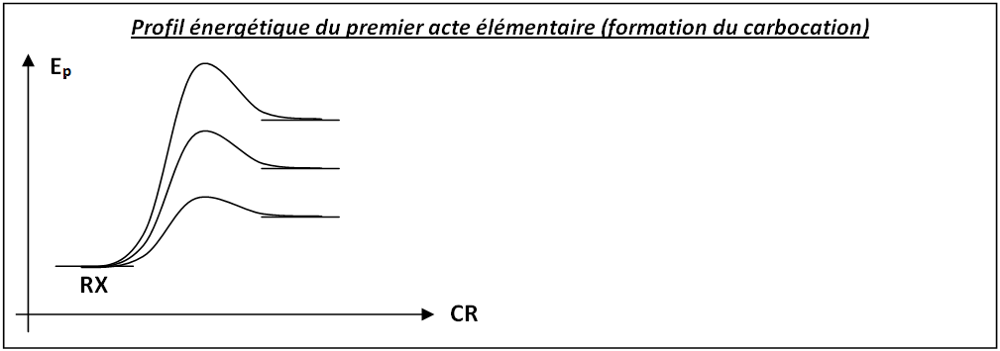 Profil énergétique du premier acte élémentaire (formation du carbocation)
Ep
RX
CR